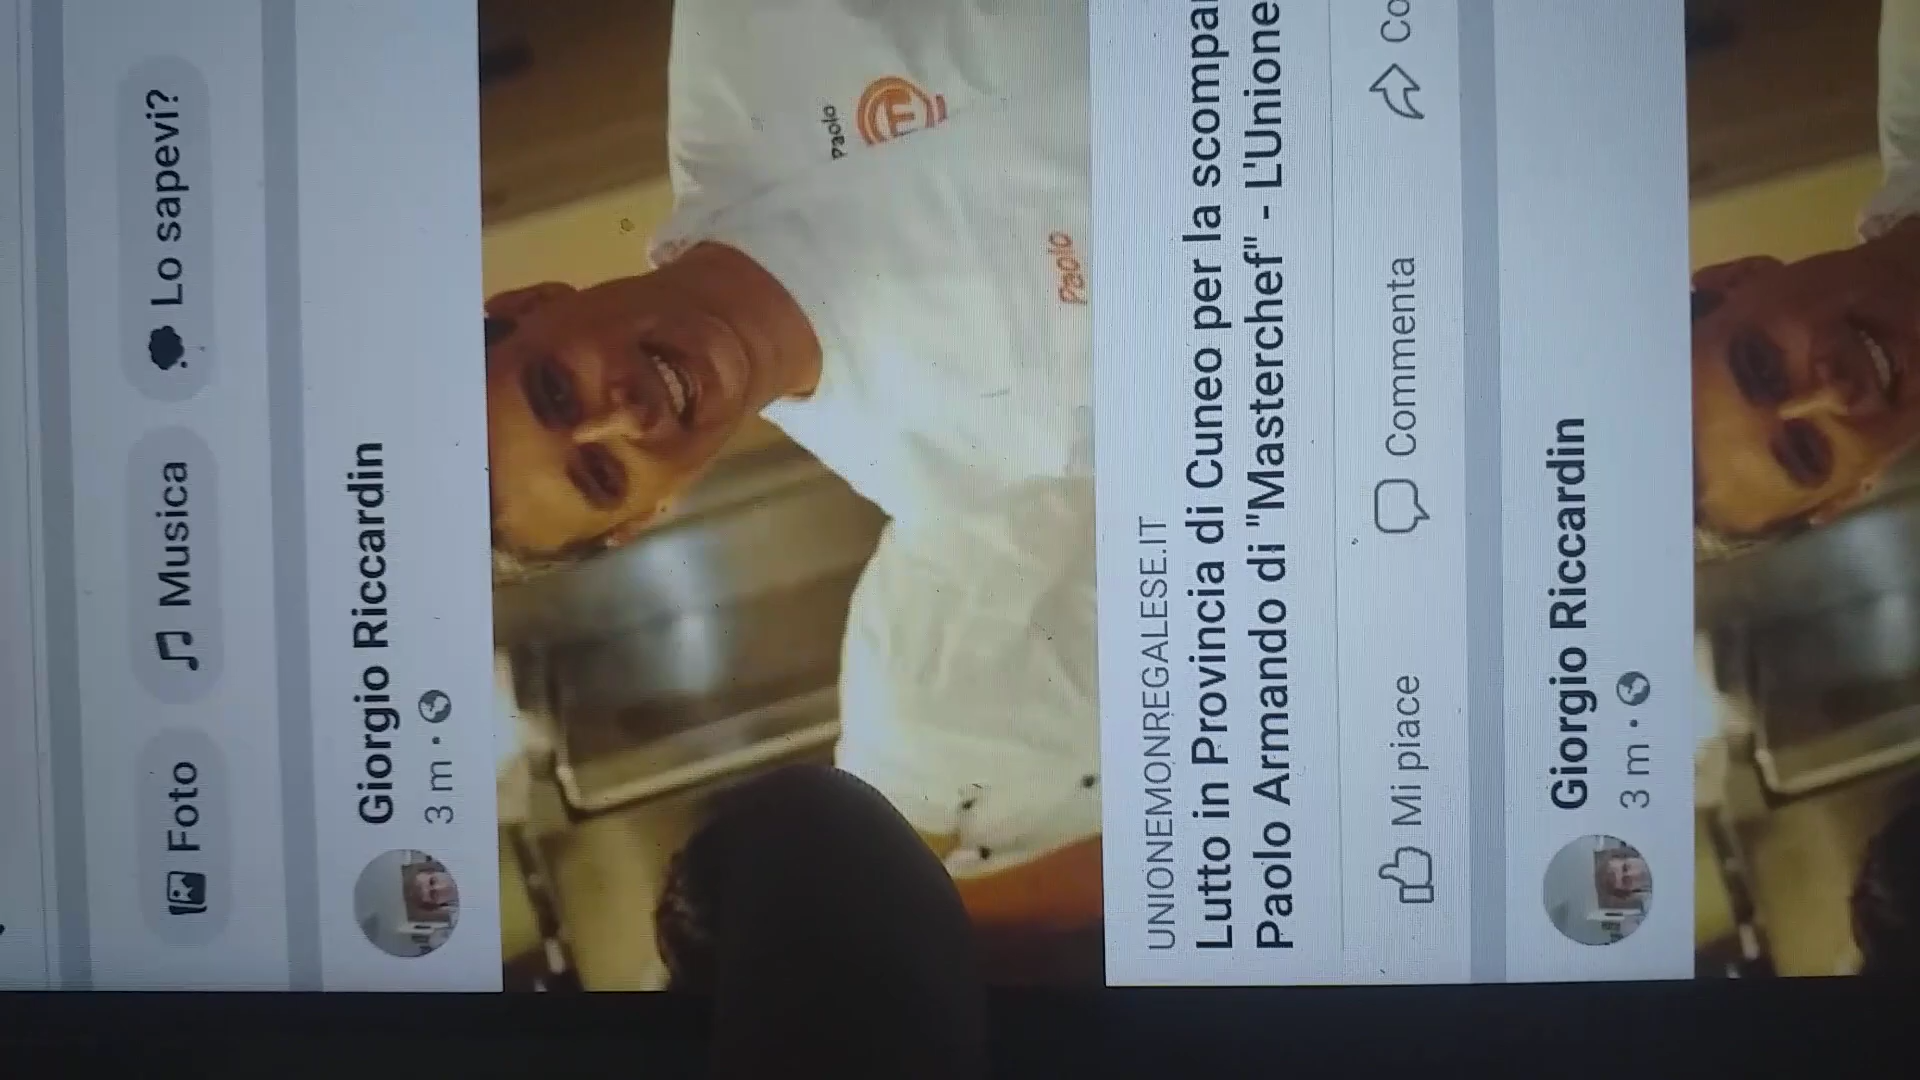 Foto
Musica
Lo sapevi?
Giorgio Riccardin
3 m ·
Paolo
Paolo
UNIONEMONREGALESE.IT
Lutto in Provincia di Cuneo per la
Paolo Armando di "Masterchef" - L'Unione
Mi piace
Commenta
Giorgio Riccardin
3 m ·